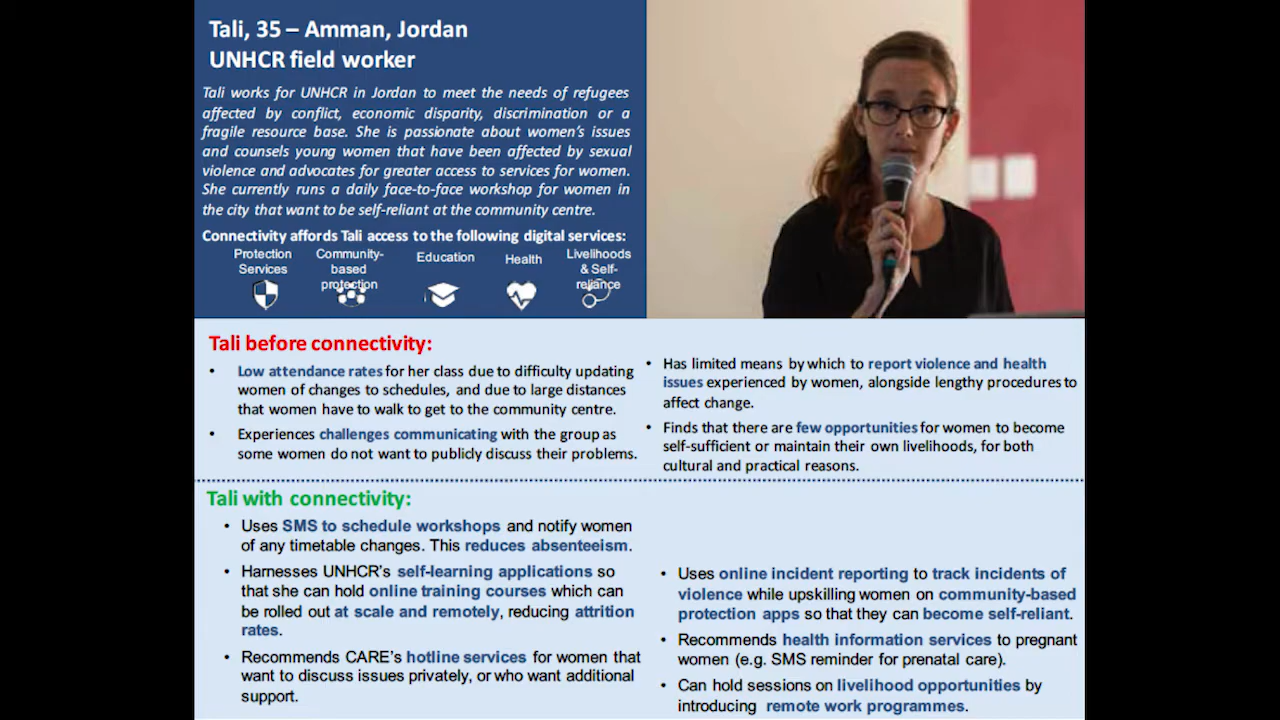 Tali, 35 – Amman, Jordan
UNHCR field worker
Tali works for UNHCR in Jordan to meet the needs of refugees
affected by conflict, economic disparity, discrimination or a
fragile resource base. She is passionate about women's issues
and counsels young women that have been affected by sexual
violence and advocates for greater access to services for women.
She currently runs a daily face-to-face workshop for women in
the city that want to be self-reliant at the community centre.
Connectivity affords Tali access to the following digital services:
Protection
Services
Community-
based
protection
Education
Health
Livelihoods
& Self-
reliance
Tali before connectivity:
• Low attendance rates for her class due to difficulty updating
women of changes to schedules, and due to large distances
that women have to walk to get to the community centre.
• Experiences challenges communicating with the group as
some women do not want to publicly discuss their problems.
• Has limited means by which to report violence and health
issues experienced by women, alongside lengthy procedures to
affect change.
• Finds that there are few opportunities for women to become
self-sufficient or maintain their own livelihoods, for both
cultural and practical reasons.
Tali with connectivity:
• Uses SMS to schedule workshops and notify women
of any timetable changes. This reduces absenteeism.
• Harnesses UNHCR's self-learning applications so
that she can hold online training courses which can
be rolled out at scale and remotely, reducing attrition
rates.
• Recommends CARE's hotline services for women that
want to discuss issues privately, or who want additional
support.
• Uses online incident reporting to track incidents of
violence while upskilling women on community-based
protection apps so that they can become self-reliant.
• Recommends health information services to pregnant
women (e.g. SMS reminder for prenatal care).
• Can hold sessions on livelihood opportunities by
introducing remote work programmes.